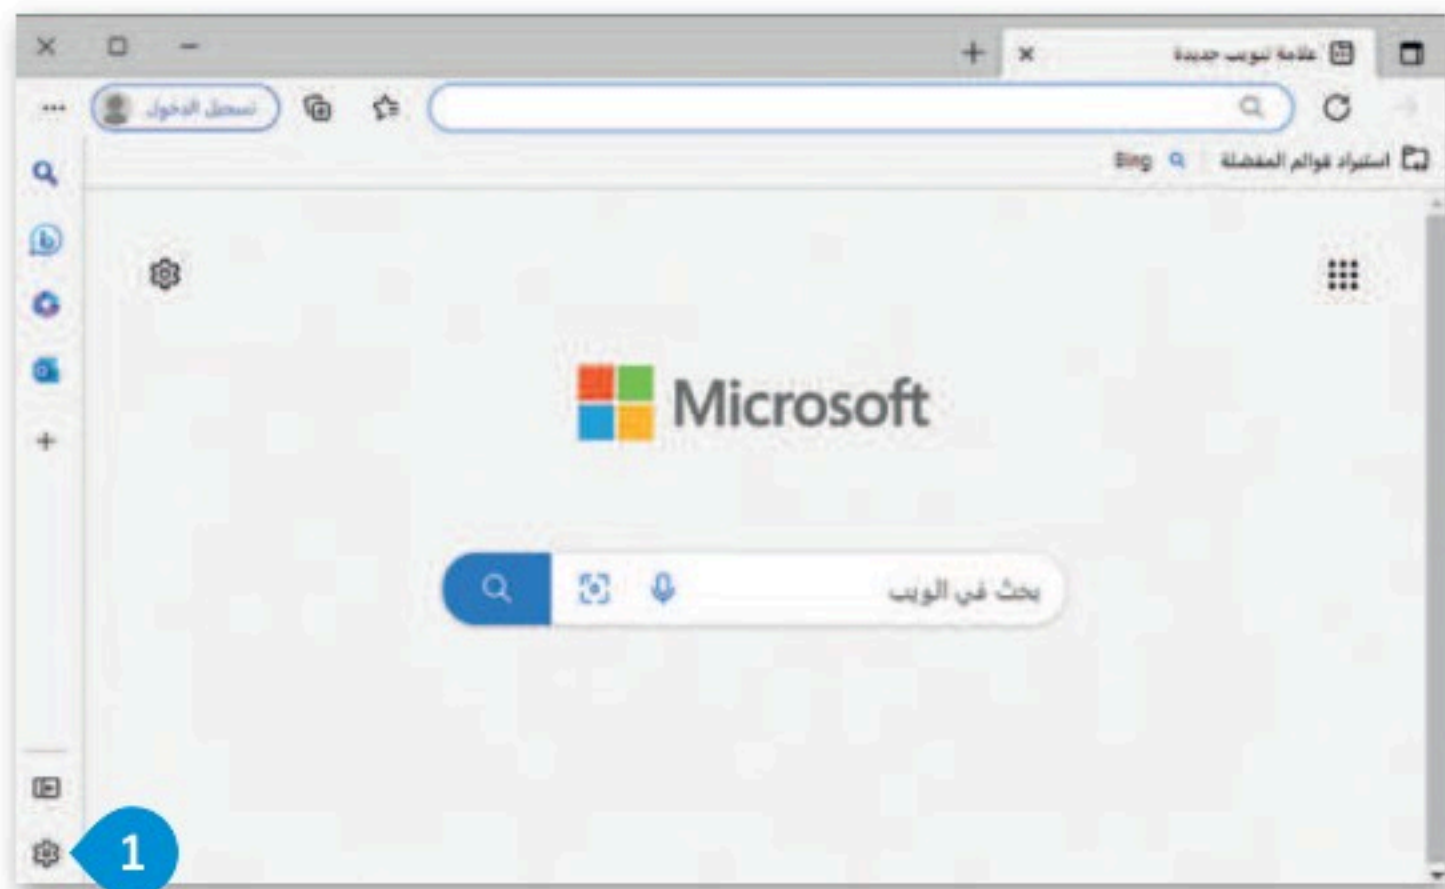 علامة تبويب جديدة
تسجيل الدخول
استيراد قوائم المفضلة Bing
Microsoft
بحث في الويب
1